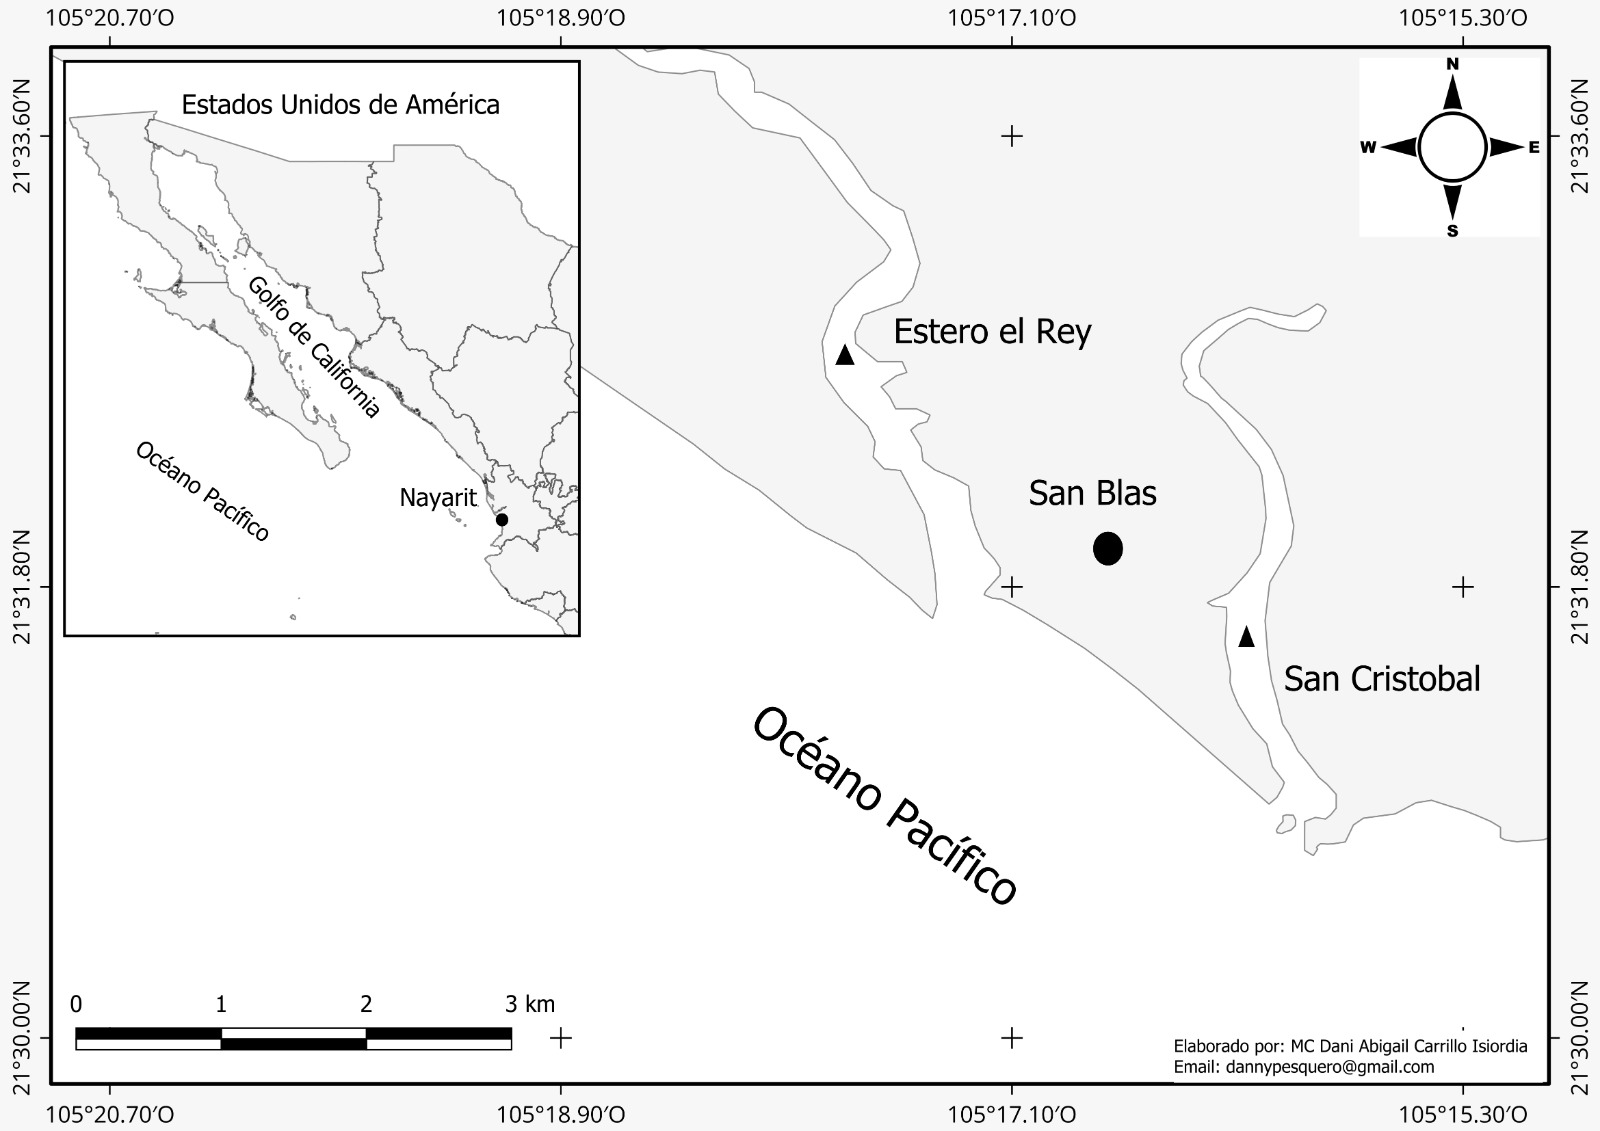 105°20.70′O
105°18.90′O
105°17.10′O
105°15.30′O
21°33.60′N
21°33.60′N
N
W
E
S
Estados Unidos de América
Golfo de California
Océano Pacífico
Nayarit
Estero el Rey
San Blas
21°31.80′N
21°31.80′N
San Cristobal
Océano Pacífico
0 1 2 3 km
21°30.00′N
21°30.00′N
Elaborado por: MC Dani Abigail Carrillo Isiordia
Email: dannypesquero@gmail.com
105°20.70′O
105°18.90′O
105°17.10′O
105°15.30′O